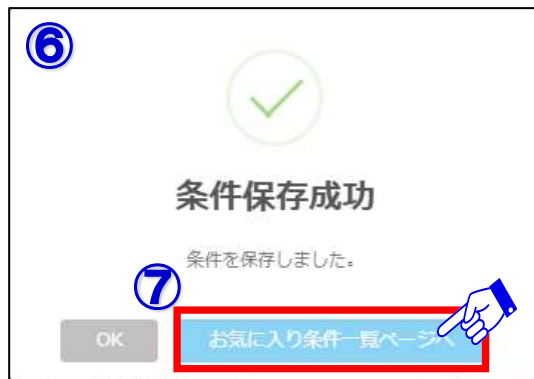 ⑥
条件保存成功
条件を保存しました。
⑦
OK
お気に入り条件一覧ページへ